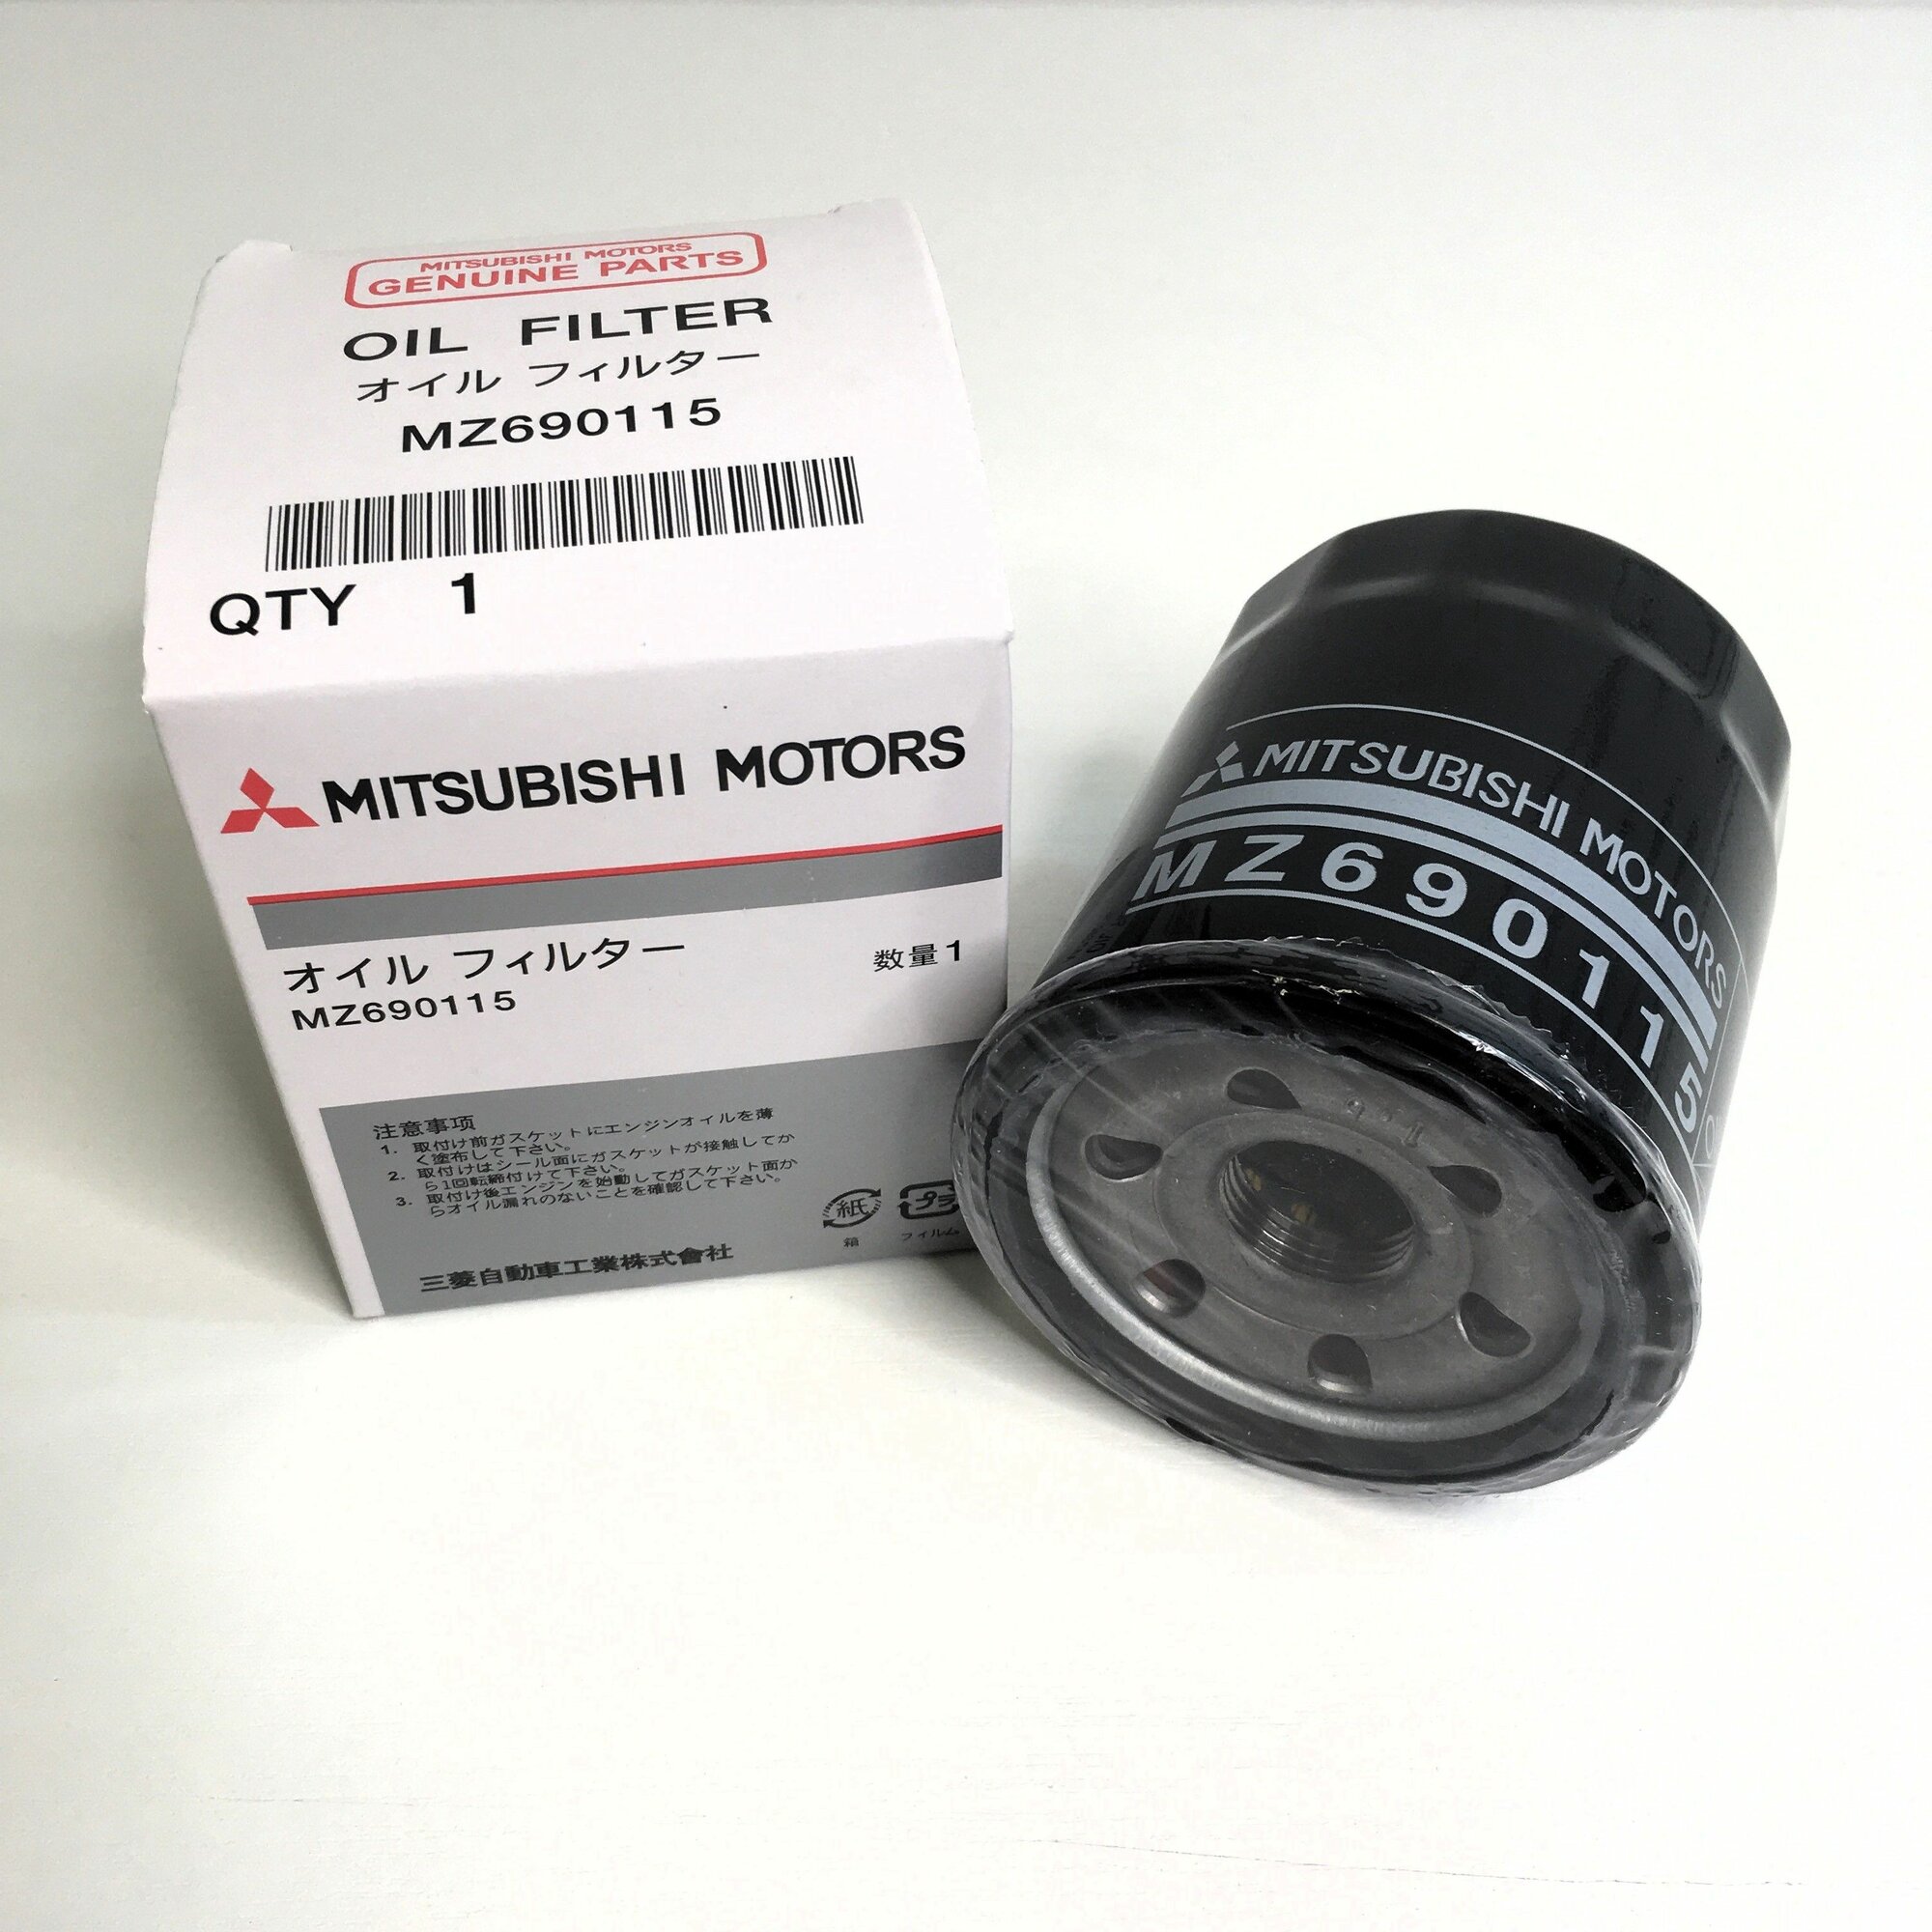 MITSUBISHI MOTORS
GENUINE PARTS
OIL FILTER
オイル フィルター
MZ690115
QTY 1
MITSUBISHI MOTORS
オイル フィルター
数量1
MZ690115
注意事項
1. 取付け前ガスケットにエンジンオイルを薄
く塗布して下さい。
2. 取付けはシール面にガスケットが接触してか
ら1回転締付けて下さい。
3. 取付け後エンジンを始動してガスケット面か
らオイル漏れのないことを確認して下さい。
紙
プラ
箱
フィルム
三菱自動車工業株式會社
MITSUBISHI MOTORS
MZ690115